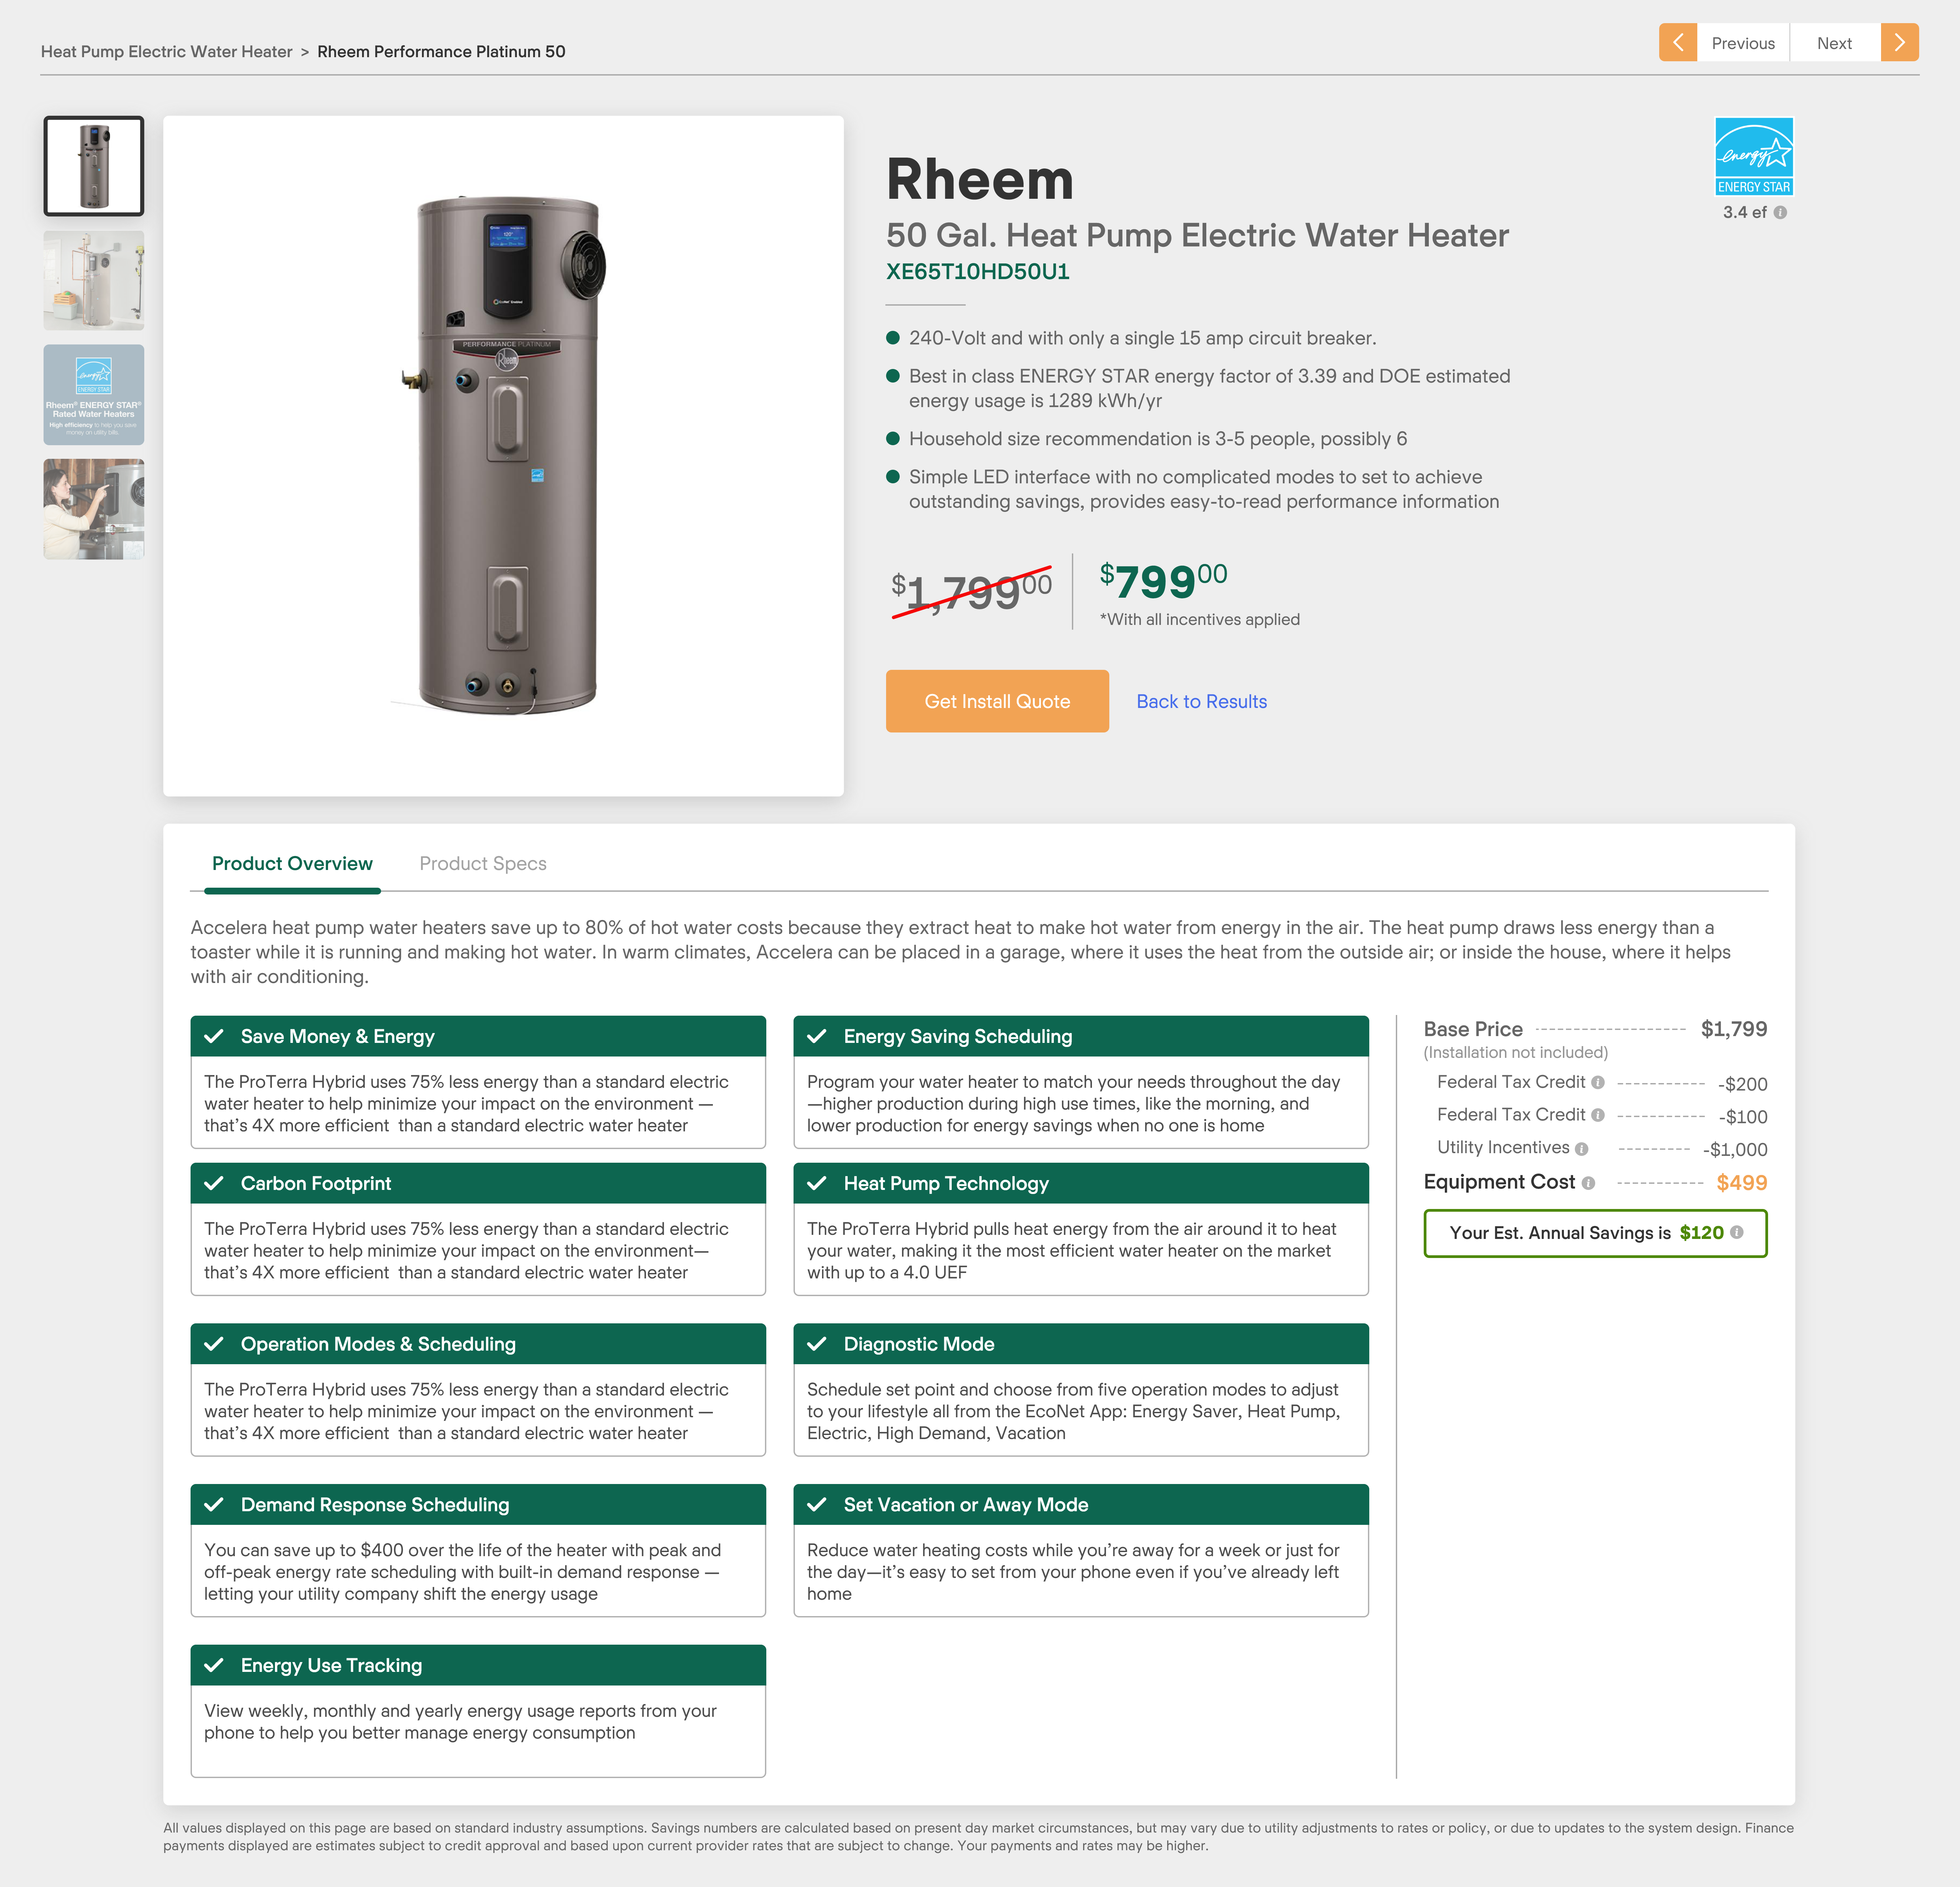 Heat Pump Electric Water Heater > Rheem Performance Platinum 50
Previous
Next
Rheem
50 Gal. Heat Pump Electric Water Heater
XE65T10HD50U1
energy
ENERGY STAR
3.4 ef
240-Volt and with only a single 15 amp circuit breaker.
Best in class ENERGY STAR energy factor of 3.39 and DOE estimated
energy usage is 1289 kWh/yr
Household size recommendation is 3-5 people, possibly 6
Simple LED interface with no complicated modes to set to achieve
outstanding savings, provides easy-to-read performance information
$1,799 00
$799 00
*With all incentives applied
Get Install Quote
Back to Results
PERFORMANCE PLATINUM
Rheem
energy
ENERGY STAR
Rheem® ENERGY STAR®
Rated Water Heaters
High efficiency to help you save
money on utility bills.
Product Overview
Product Specs
Accelera heat pump water heaters save up to 80% of hot water costs because they extract heat to make hot water from energy in the air. The heat pump draws less energy than a
toaster while it is running and making hot water. In warm climates, Accelera can be placed in a garage, where it uses the heat from the outside air; or inside the house, where it helps
with air conditioning.
Save Money & Energy
The ProTerra Hybrid uses 75% less energy than a standard electric
water heater to help minimize your impact on the environment —
that's 4X more efficient  than a standard electric water heater
Energy Saving Scheduling
Program your water heater to match your needs throughout the day
—higher production during high use times, like the morning, and
lower production for energy savings when no one is home
Carbon Footprint
The ProTerra Hybrid uses 75% less energy than a standard electric
water heater to help minimize your impact on the environment—
that's 4X more efficient  than a standard electric water heater
Heat Pump Technology
The ProTerra Hybrid pulls heat energy from the air around it to heat
your water, making it the most efficient water heater on the market
with up to a 4.0 UEF
Operation Modes & Scheduling
The ProTerra Hybrid uses 75% less energy than a standard electric
water heater to help minimize your impact on the environment —
that's 4X more efficient  than a standard electric water heater
Diagnostic Mode
Schedule set point and choose from five operation modes to adjust
to your lifestyle all from the EcoNet App: Energy Saver, Heat Pump,
Electric, High Demand, Vacation
Demand Response Scheduling
You can save up to $400 over the life of the heater with peak and
off-peak energy rate scheduling with built-in demand response —
letting your utility company shift the energy usage
Set Vacation or Away Mode
Reduce water heating costs while you're away for a week or just for
the day—it's easy to set from your phone even if you've already left
home
Energy Use Tracking
View weekly, monthly and yearly energy usage reports from your
phone to help you better manage energy consumption
Base Price $1,799
(Installation not included)
Federal Tax Credit -$200
Federal Tax Credit -$100
Utility Incentives -$1,000
Equipment Cost $499
Your Est. Annual Savings is $120
All values displayed on this page are based on standard industry assumptions. Savings numbers are calculated based on present day market circumstances, but may vary due to utility adjustments to rates or policy, or due to updates to the system design. Finance
payments displayed are estimates subject to credit approval and based upon current provider rates that are subject to change. Your payments and rates may be higher.